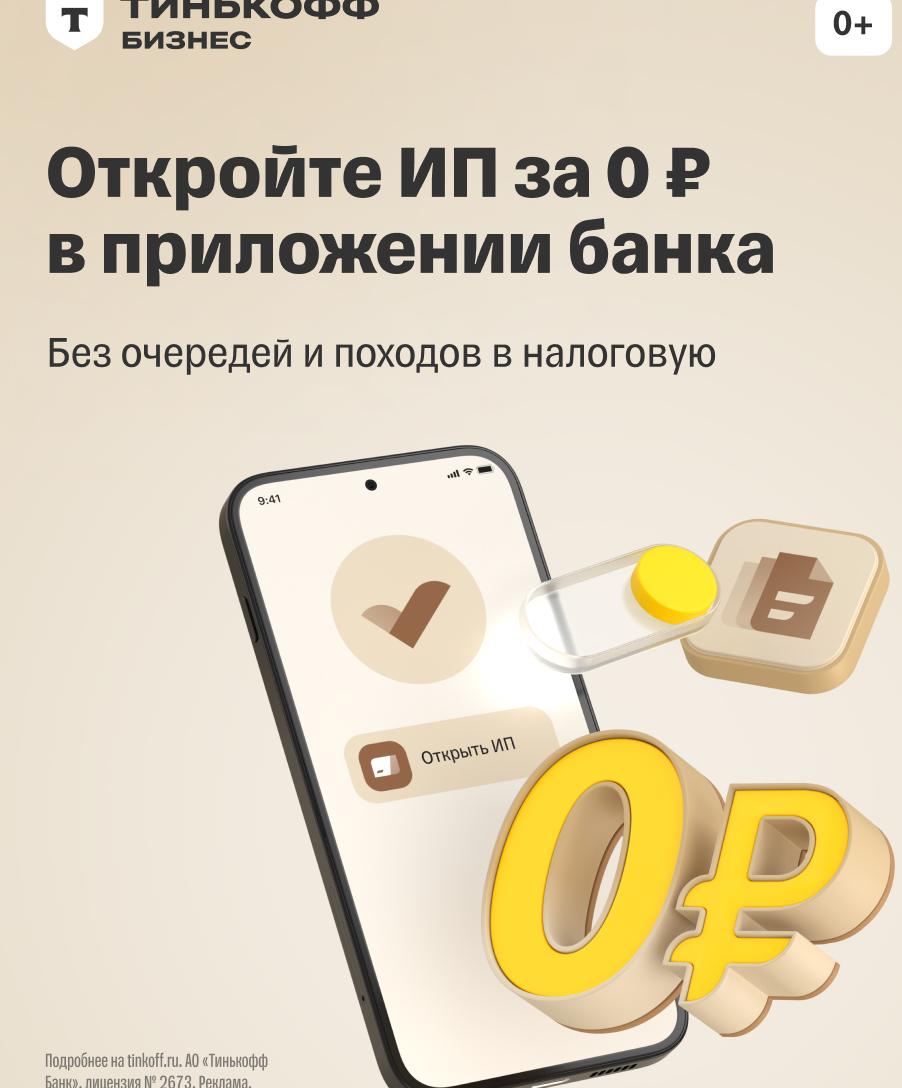 Т
ТИНЬКОФФ
БИЗНЕС
0+
Откройте ИП за 0 ₽
в приложении банка
Без очередей и походов в налоговую
9:41
Открыть ИП
0 ₽
Подробнее на tinkoff.ru. АО «Тинькофф
Банк», лицензия № 2673. Реклама.